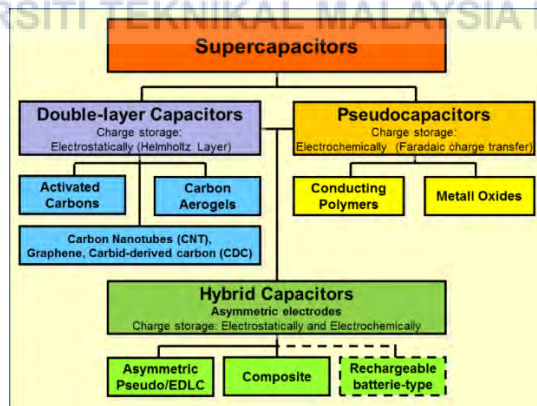 RSITI TEKNIKAL MALAYSIA
Supercapacitors
Double-layer Capacitors
Charge storage:
Electrostatically (Helmholtz Layer)
Pseudocapacitors
Charge storage:
Electrochemically (Faradaic charge transfer)
Activated
Carbons
Carbon
Aerogels
Conducting
Polymers
Metall Oxides
Carbon Nanotubes (CNT),
Graphene, Carbid-derived carbon (CDC)
Hybrid Capacitors
Asymmetric electrodes
Charge storage: Electrostatically and Electrochemically
Asymmetric
Pseudo/EDLC
Composite
Rechargeable
batterie-type